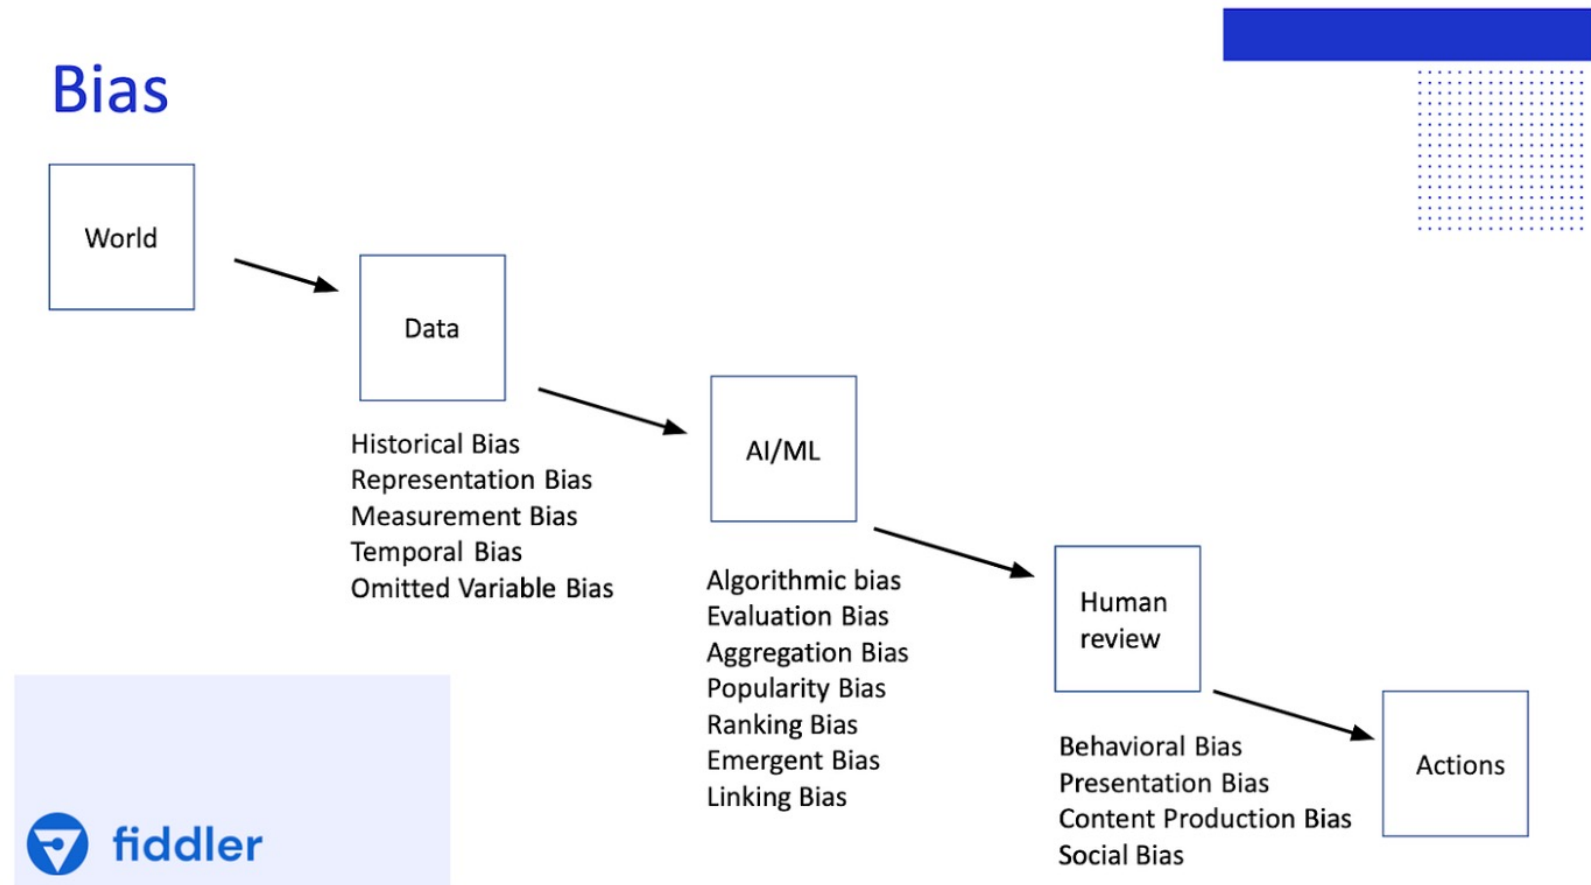 Bias
World
Data
Historical Bias
Representation Bias
Measurement Bias
Temporal Bias
Omitted Variable Bias
AI/ML
Algorithmic bias
Evaluation Bias
Aggregation Bias
Popularity Bias
Ranking Bias
Emergent Bias
Linking Bias
Human
review
Behavioral Bias
Presentation Bias
Content Production Bias
Social Bias
Actions
fiddler